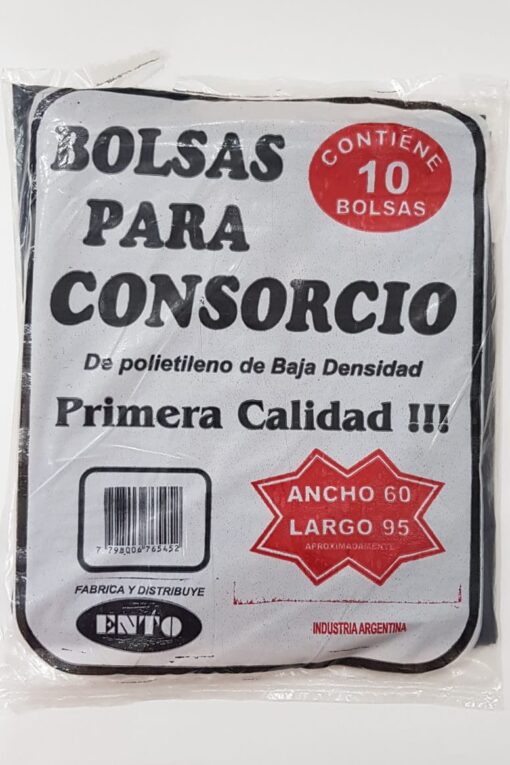 BOLSAS
PARA
CONSORCIO
CONTIENE
10
BOLSAS
De polietileno de Baja Densidad
Primera Calidad !!!
ANCHO 60
LARGO 95
APROXIMADAMENTE
7 798006 765452
FABRICA Y DISTRIBUYE
ENTO
INDUSTRIA ARGENTINA